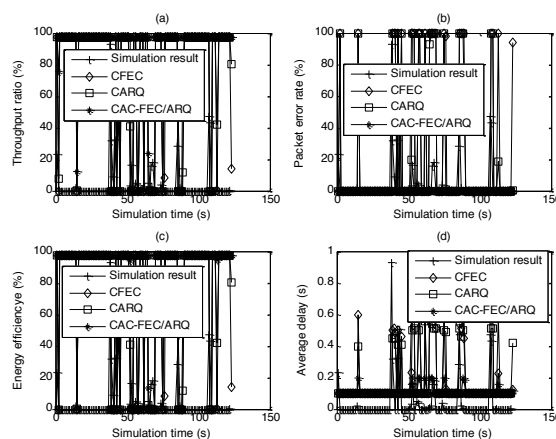 (a)
Throughput ratio (%)
100
80
60
40
20
0
Simulation result
CFEC
CARQ
CAC-FEC/ARQ
0
50
100
150
Simulation time (s)
(b)
Packet error rate (%)
100
80
60
40
20
0
Simulation result
CFEC
CARQ
CAC-FEC/ARQ
0
50
100
150
Simulation time (s)
(c)
Energy efficiencye (%)
100
80
60
40
20
0
Simulation result
CFEC
CARQ
CAC-FEC/ARQ
0
50
100
150
Simulation time (s)
(d)
Average delay (s)
1
0.8
0.6
0.4
0.2
0
Simulation result
CFEC
CARQ
CAC-FEC/ARQ
0
50
100
150
Simulation time (s)